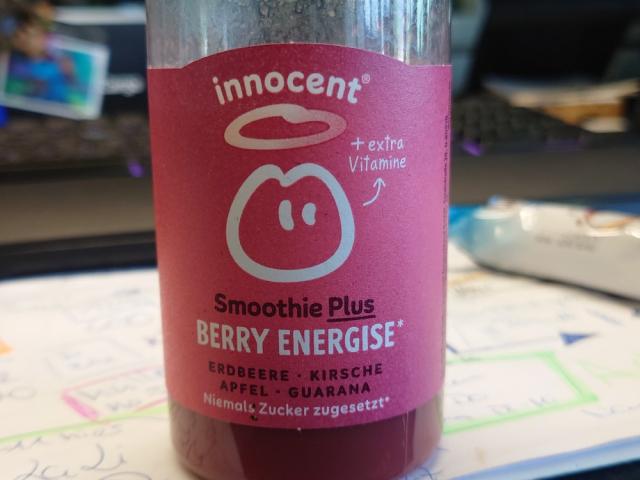 innocent®
+ extra
Vitamine
Smoothie Plus
BERRY ENERGISE*
ERDBEERE · KIRSCHE
APFEL · GUARANA
Niemals Zucker zugesetzt*